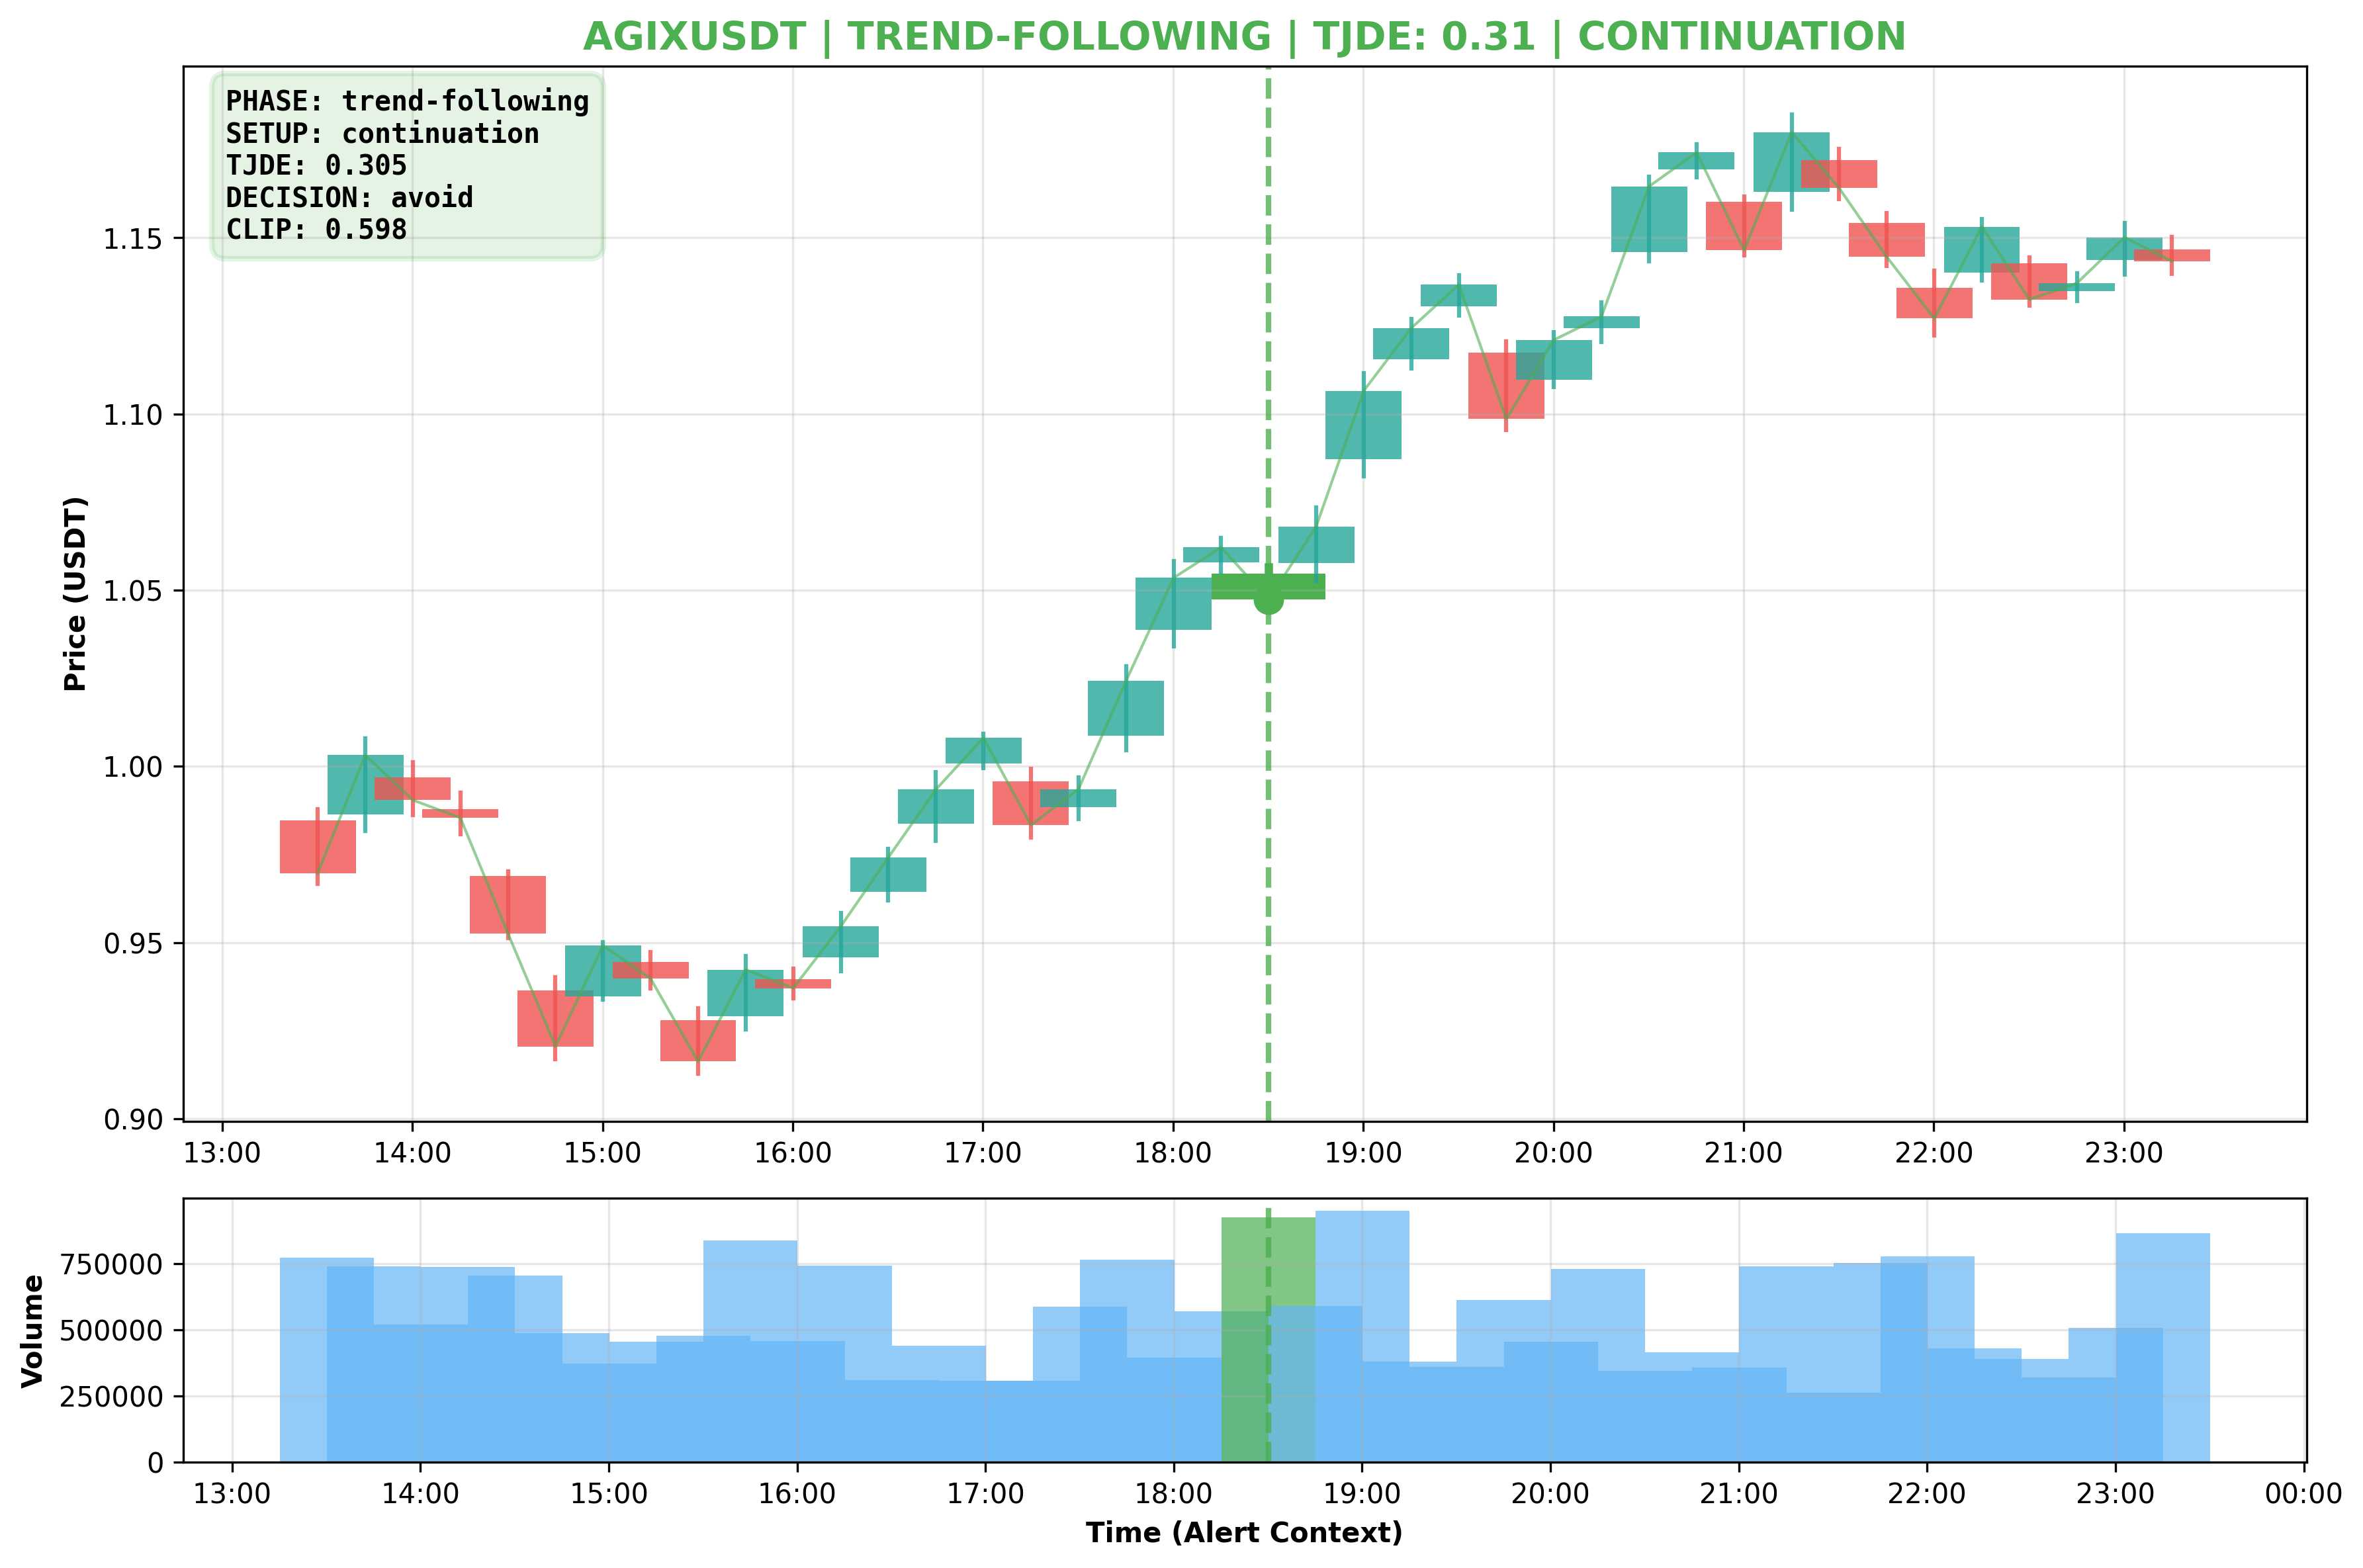 AGIXUSDT | TREND-FOLLOWING | TJDE: 0.31 | CONTINUATION
PHASE: trend-following
SETUP: continuation
TJDE: 0.305
DECISION: avoid
CLIP: 0.598
Price (USDT)
1.15
1.10
1.05
1.00
0.95
0.90
13:00 14:00 15:00 16:00 17:00 18:00 19:00 20:00 21:00 22:00 23:00
Volume
750000
500000
250000
0
13:00 14:00 15:00 16:00 17:00 18:00 19:00 20:00 21:00 22:00 23:00 00:00
Time (Alert Context)